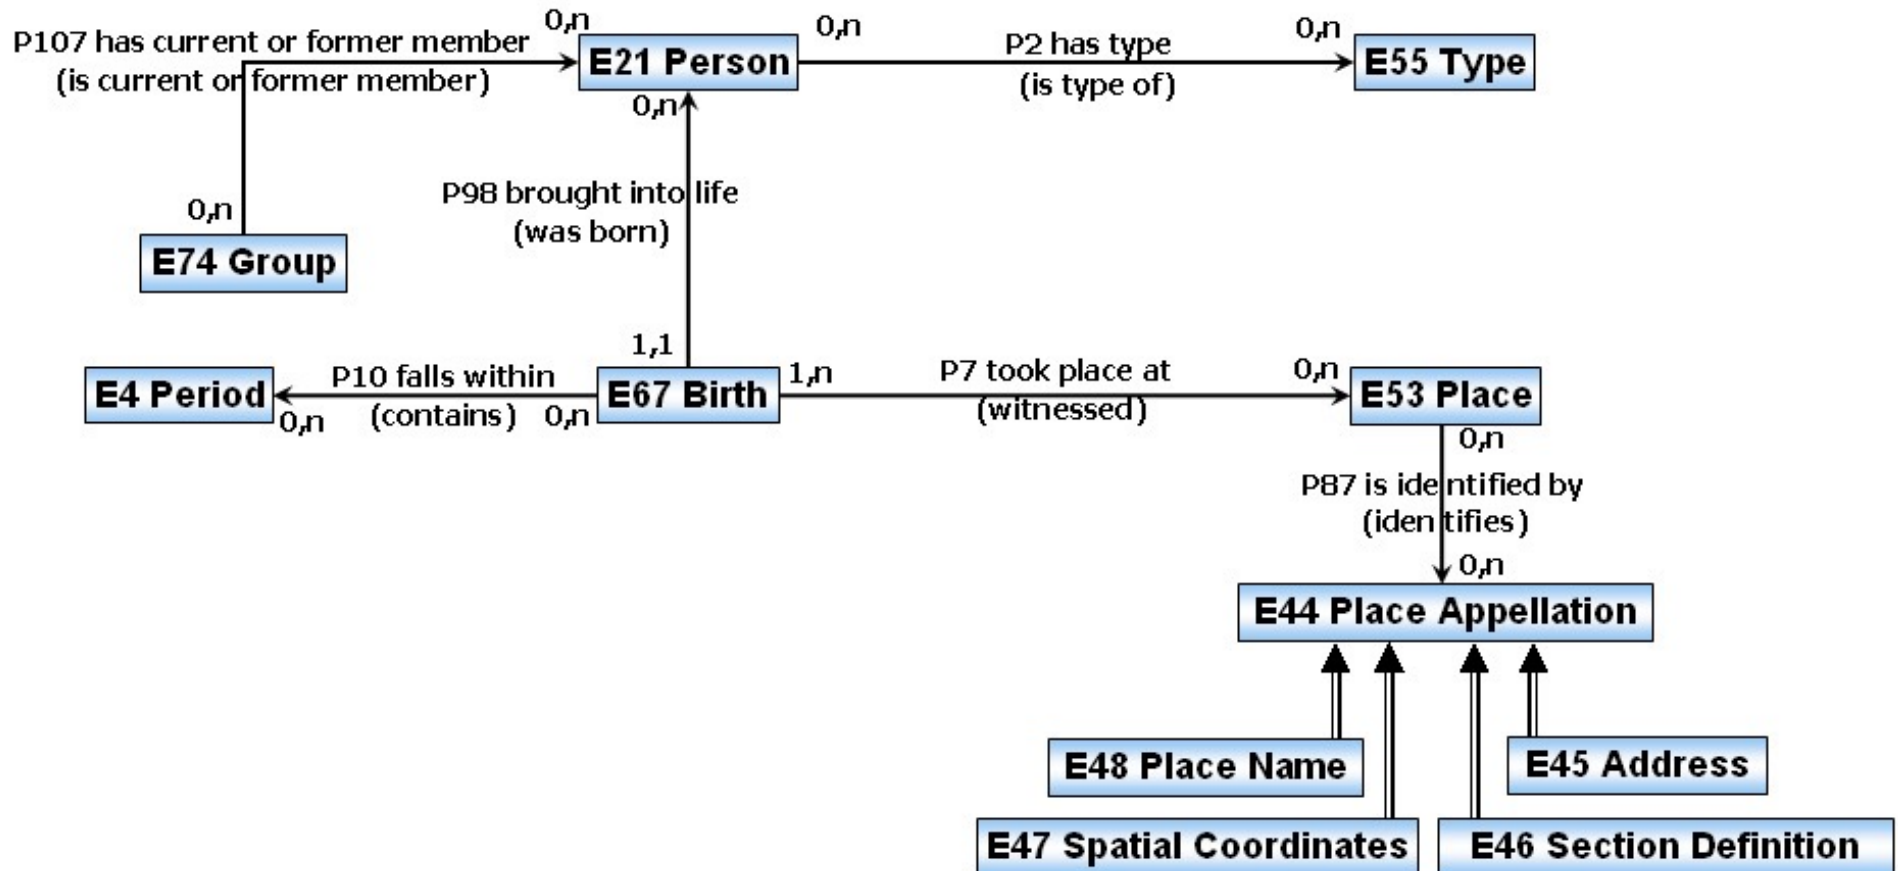 0,n
0,n
0,n
P107 has current or former member
P2 has type
E21 Person
E55 Type
(is current or former member)
(is type of)
0,n
P98 brought into life
0,n
(was born)
E74 Group
1,1
P10 falls within
1,n
P7 took place at
0,n
E4 Period
E67 Birth
E53 Place
0,n
(contains)
0,n
(witnessed)
0,n
P87 is identified by
(identifies)
0,n
E44 Place Appellation
E48 Place Name
E45 Address
E47 Spatial Coordinates
E46 Section Definition